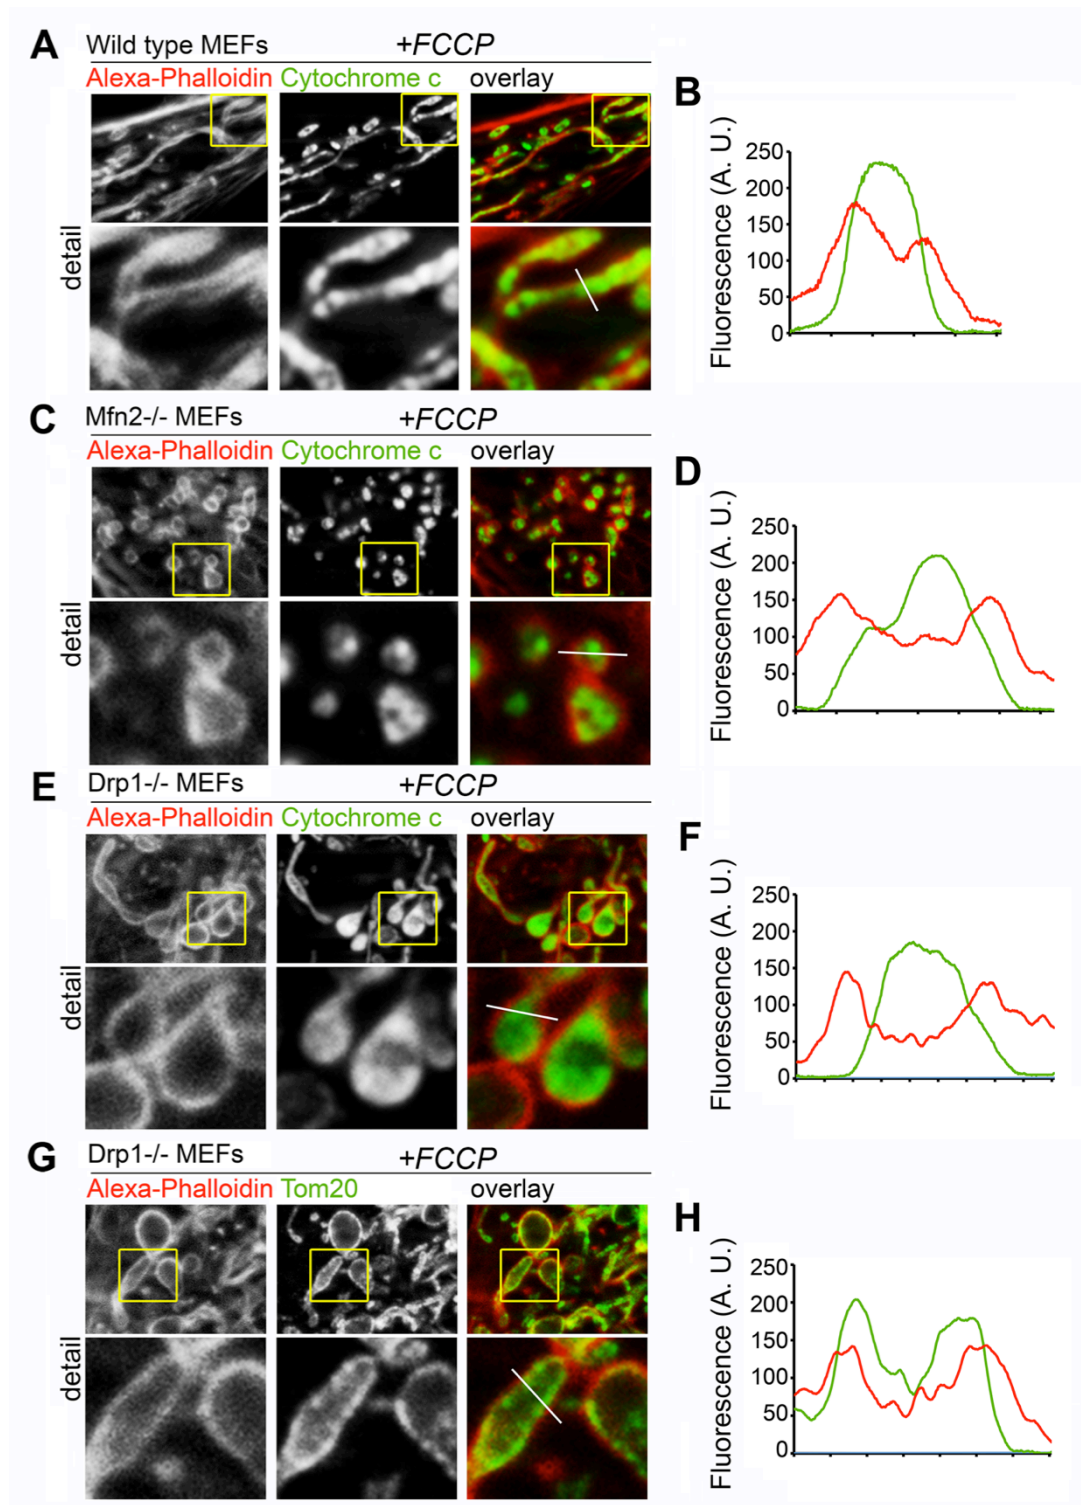 A
Wild type MEFs +FCCP
Alexa-Phalloidin Cytochrome c overlay
detail
B
Fluorescence (A. U.)
250
200
150
100
50
0
C
Mfn2-/- MEFs +FCCP
Alexa-Phalloidin Cytochrome c overlay
detail
D
Fluorescence (A. U.)
250
200
150
100
50
0
E
Drp1-/- MEFs +FCCP
Alexa-Phalloidin Cytochrome c overlay
detail
F
Fluorescence (A. U.)
250
200
150
100
50
0
G
Drp1-/- MEFs +FCCP
Alexa-Phalloidin Tom20 overlay
detail
H
Fluorescence (A. U.)
250
200
150
100
50
0